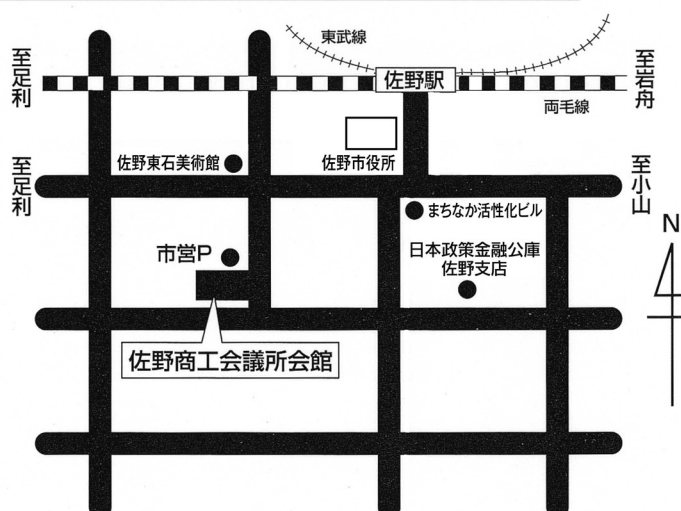 東武線
至足利
佐野駅
至岩舟
両毛線
佐野東石美術館
佐野市役所
至足利
至小山
まちなか活性化ビル
N
市営P
日本政策金融公庫
佐野支店
佐野商工会議所会館